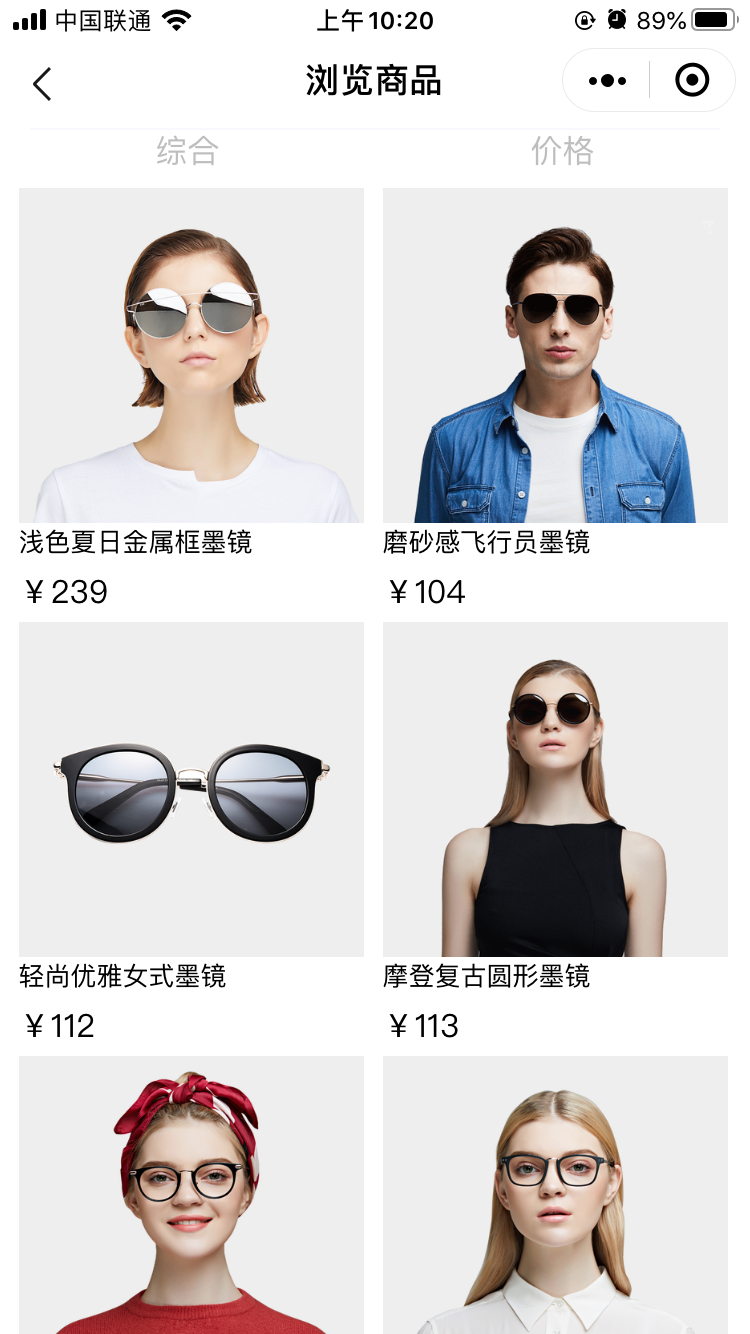 中国联通 上午10:20 89%
浏览商品
综合 价格
浅色夏日金属框墨镜 磨砂感飞行员墨镜
￥239 ￥104
轻尚优雅女式墨镜 摩登复古圆形墨镜
￥112 ￥113